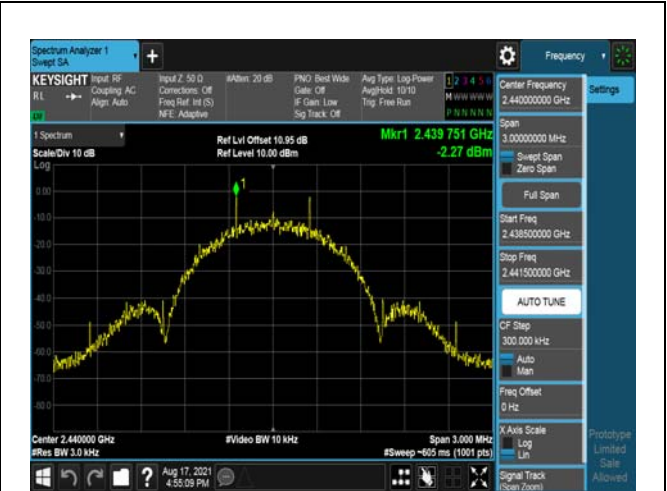 Spectrum Analyzer 1
Swept SA
+
Frequency
KEYSIGHT
RL
Input: RF
Coupling: AC
Align: Auto
Input Z: 50 Ω
Corrections: Off
Freq Ref: Int (S)
NFE: Adaptive
#Atten: 20 dB
PNO: Best Wide
Gate: Off
IF Gain: Low
Sig Track: Off
Avg Type: Log-Power
Avg|Hold: 10/10
Trig: Free Run
1 2 3 4 5 6
M W W W W W
P N N N N N
1 Spectrum
Scale/Div 10 dB
Ref Lvl Offset 10.95 dB
Ref Level 10.00 dBm
Mkr1 2.439 751 GHz
-2.27 dBm
Log
1
0.00
-10.0
-20.0
-30.0
-40.0
-50.0
-60.0
-70.0
-80.0
Center 2.440000 GHz
#Res BW 3.0 kHz
#Video BW 10 kHz
Span 3.000 MHz
#Sweep ~605 ms (1001 pts)
Center Frequency
2.440000000 GHz
Settings
Span
3.00000000 MHz
Swept Span
Zero Span
Full Span
Start Freq
2.438500000 GHz
Stop Freq
2.441500000 GHz
AUTO TUNE
CF Step
300.000 kHz
Auto
Man
Freq Offset
0 Hz
X Axis Scale
Log
Lin
Signal Track
(Span Zoom)
Prototype
Limited
Sale
Allowed
?
Aug 17, 2021
4:55:09 PM